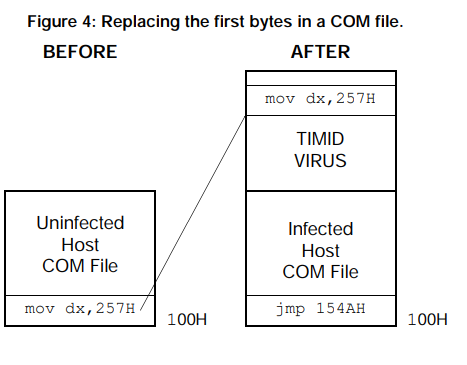 Figure 4: Replacing the first bytes in a COM file.
BEFORE
AFTER
mov dx,257H
TIMID
VIRUS
Uninfected
Host
COM File
Infected
Host
COM File
mov dx,257H
100H
jmp 154AH
100H